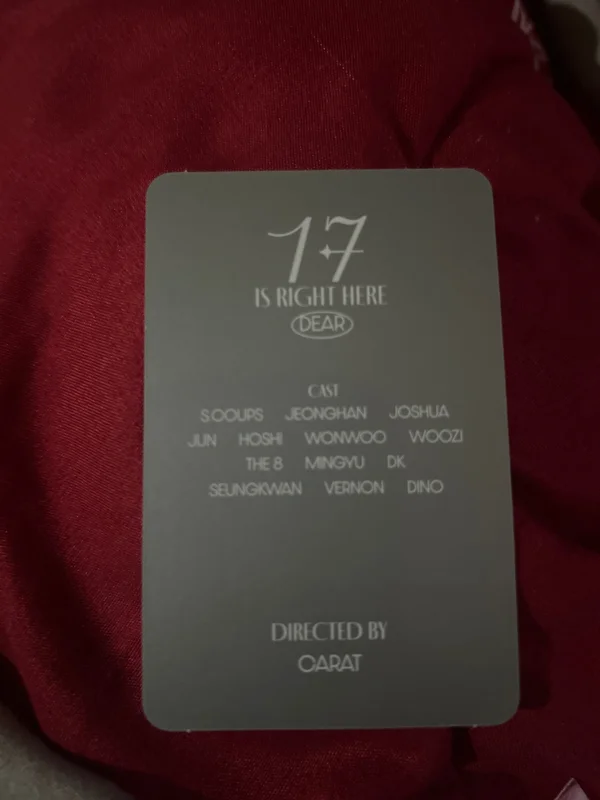 17
IS RIGHT HERE
DEAR
CAST
S.COUPS JEONGHAN JOSHUA
JUN HOSHI WONWOO WOOZI
THE 8 MINGYU DK
SEUNGKWAN VERNON DINO
DIRECTED BY
CARAT